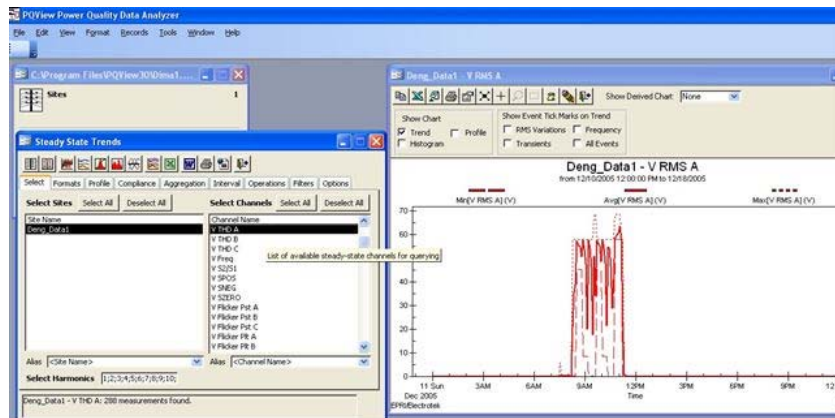 PQView Power Quality Data Analyzer
File Edit View Format Records Tools Window Help
C:\Program Files\PQView30\Dima1....
Sites 1
Steady State Trends
Select Formats Profile Compliance Aggregation Interval Operations Filters Options
Select Sites Select All Deselect All Select Channels Select All Deselect All
Site Name
Deng_Data1
Channel Name
V THD A
V THD B
V THD C
V Freq
V S2/S1
V SPOS
V SNEG
V SZERO
V Flicker Pst A
V Flicker Pst B
V Flicker Pst C
V Flicker Plt A
V Flicker Plt B
List of available steady-state channels for querying
Alias <Site Name> Alias <Channel Name>
Select Harmonics 1;2;3;4;5;6;7;8;9;10;
Deng_Data1 - V THD A: 288 measurements found.
Deng_Data1 - V RMS A
Show Derived Chart: None
Show Chart
Trend Profile
Histogram
Show Event Tick Marks on Trend
RMS Variations Frequency
Transients All Events
Deng_Data1 - V RMS A
from 12/10/2005 12:00:00 PM to 12/18/2005
Min(V RMS A) (V) Avg(V RMS A) (V) Max(V RMS A) (V)
70
60
50
40
30
20
10
0
11 Sun 3AM 6AM 9AM 12PM 3PM 6PM 9PM 12
Dec 2005 Time
EPRI/Electrotek